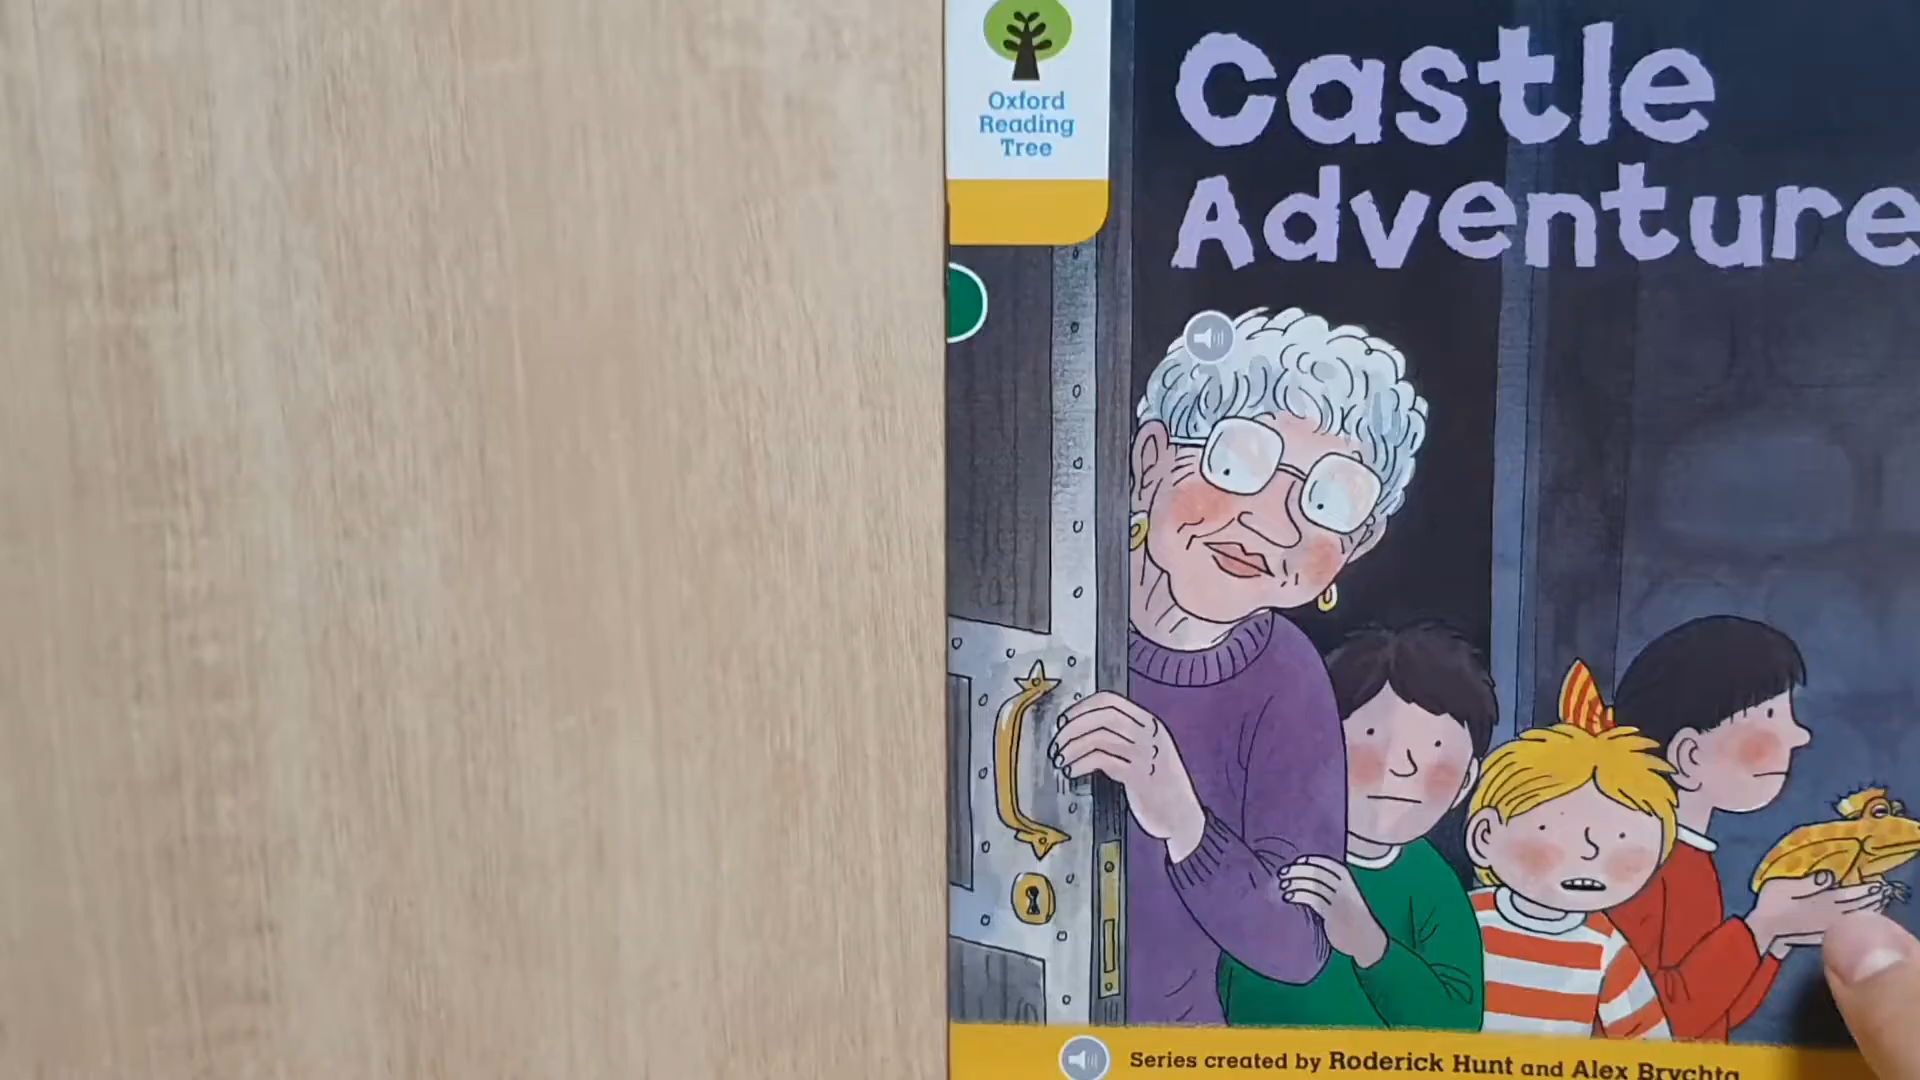 Oxford
Reading
Tree
Castle
Adventure
Series created by Roderick Hunt and Alex Brychta